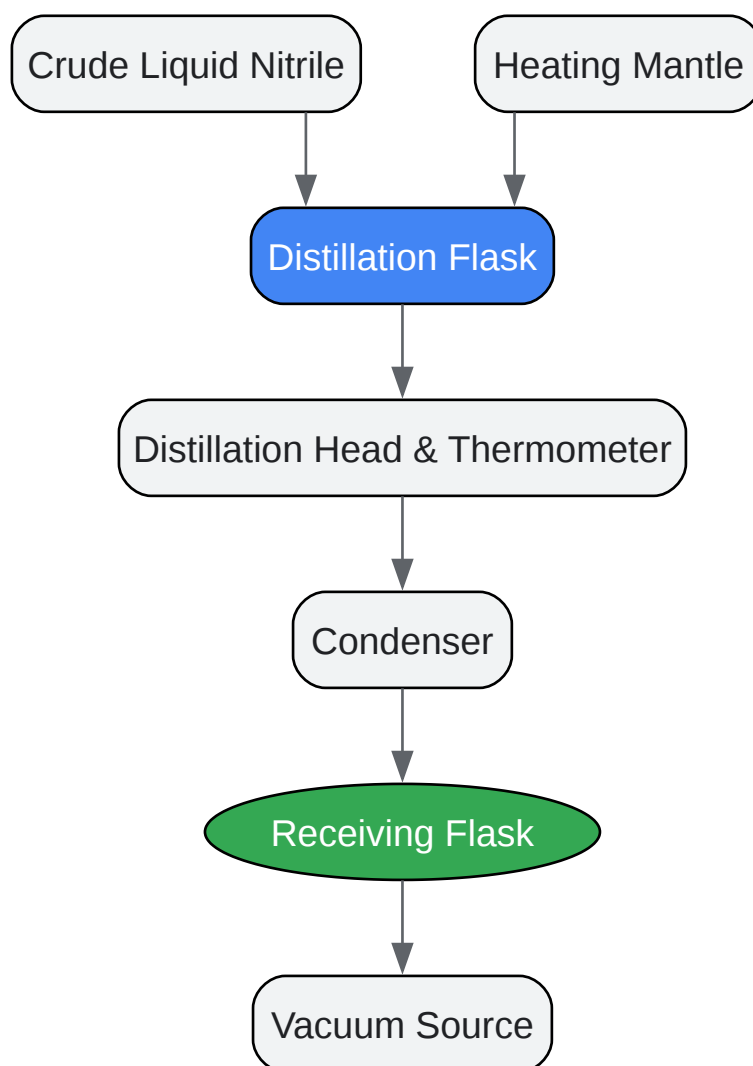 Crude Liquid Nitrile
Heating Mantle
Distillation Flask
Distillation Head & Thermometer
Condenser
Receiving Flask
Vacuum Source